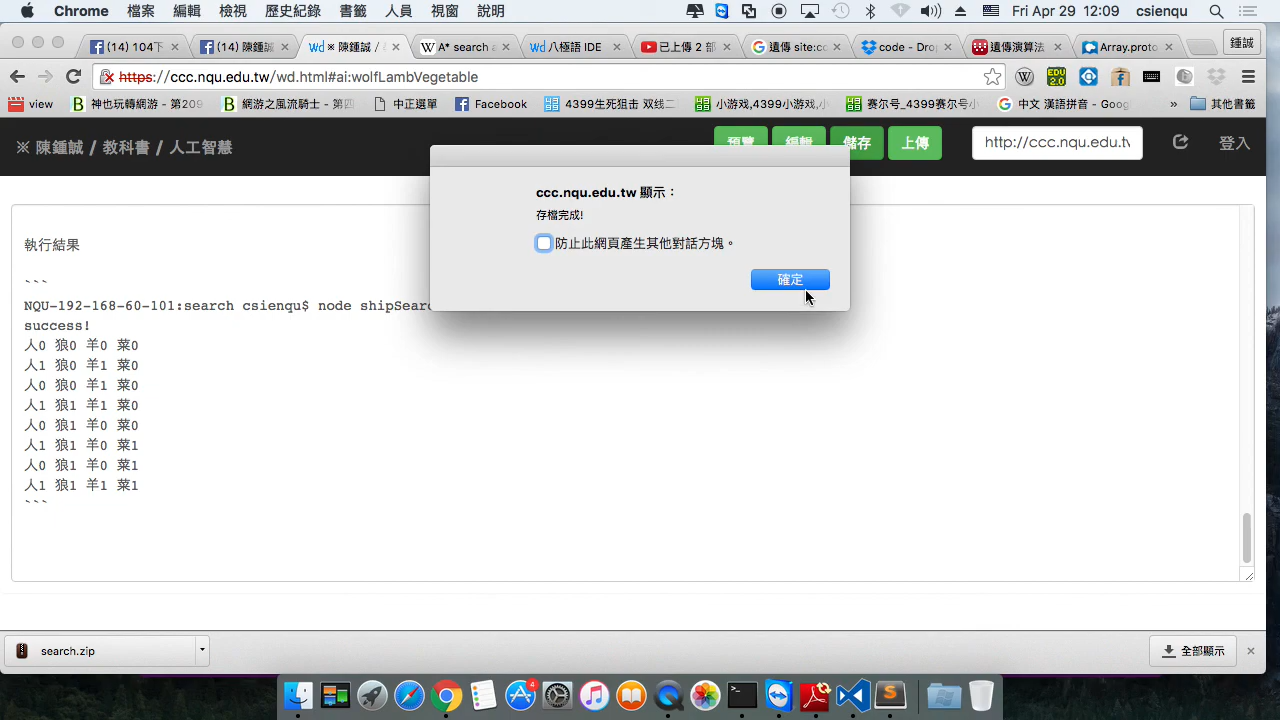 Chrome 檔案 編輯 檢視 歷史紀錄 書籤 人員 視窗 說明 Fri Apr 29 12:09 csienqu
(14) 104下 (14) 陳鍾誠 ※ 陳鍾誠 / A* search a 八極語 IDE 已上傳 2 部 遺傳 site:cc code - Drop 遺傳演算法 Array.proto 鍾誠
https://ccc.nqu.edu.tw/wd.html#ai:wolfLambVegetable
view 神也玩轉網游 - 第209 网游之風流騎士 - 第四 中正選單 Facebook 4399生死狙击 双线二 小游戏,4399小游戏,小 赛尔号_4399赛尔号小 中文 漢語拼音 - Goog » 其他書籤
※ 陳鍾誠 / 教科書 / 人工智慧 預覽 編輯 儲存 上傳 http://ccc.nqu.edu.tv 登入
ccc.nqu.edu.tw 顯示：
存檔完成!
防止此網頁產生其他對話方塊。
確定
執行結果
```
NQU-192-168-60-101:search csienqu$ node shipSearc
success!
人0 狼0 羊0 菜0
人1 狼0 羊1 菜0
人0 狼0 羊1 菜0
人1 狼1 羊1 菜0
人0 狼1 羊0 菜0
人1 狼1 羊0 菜1
人0 狼1 羊0 菜1
人1 狼1 羊1 菜1
```
search.zip 全部顯示
4